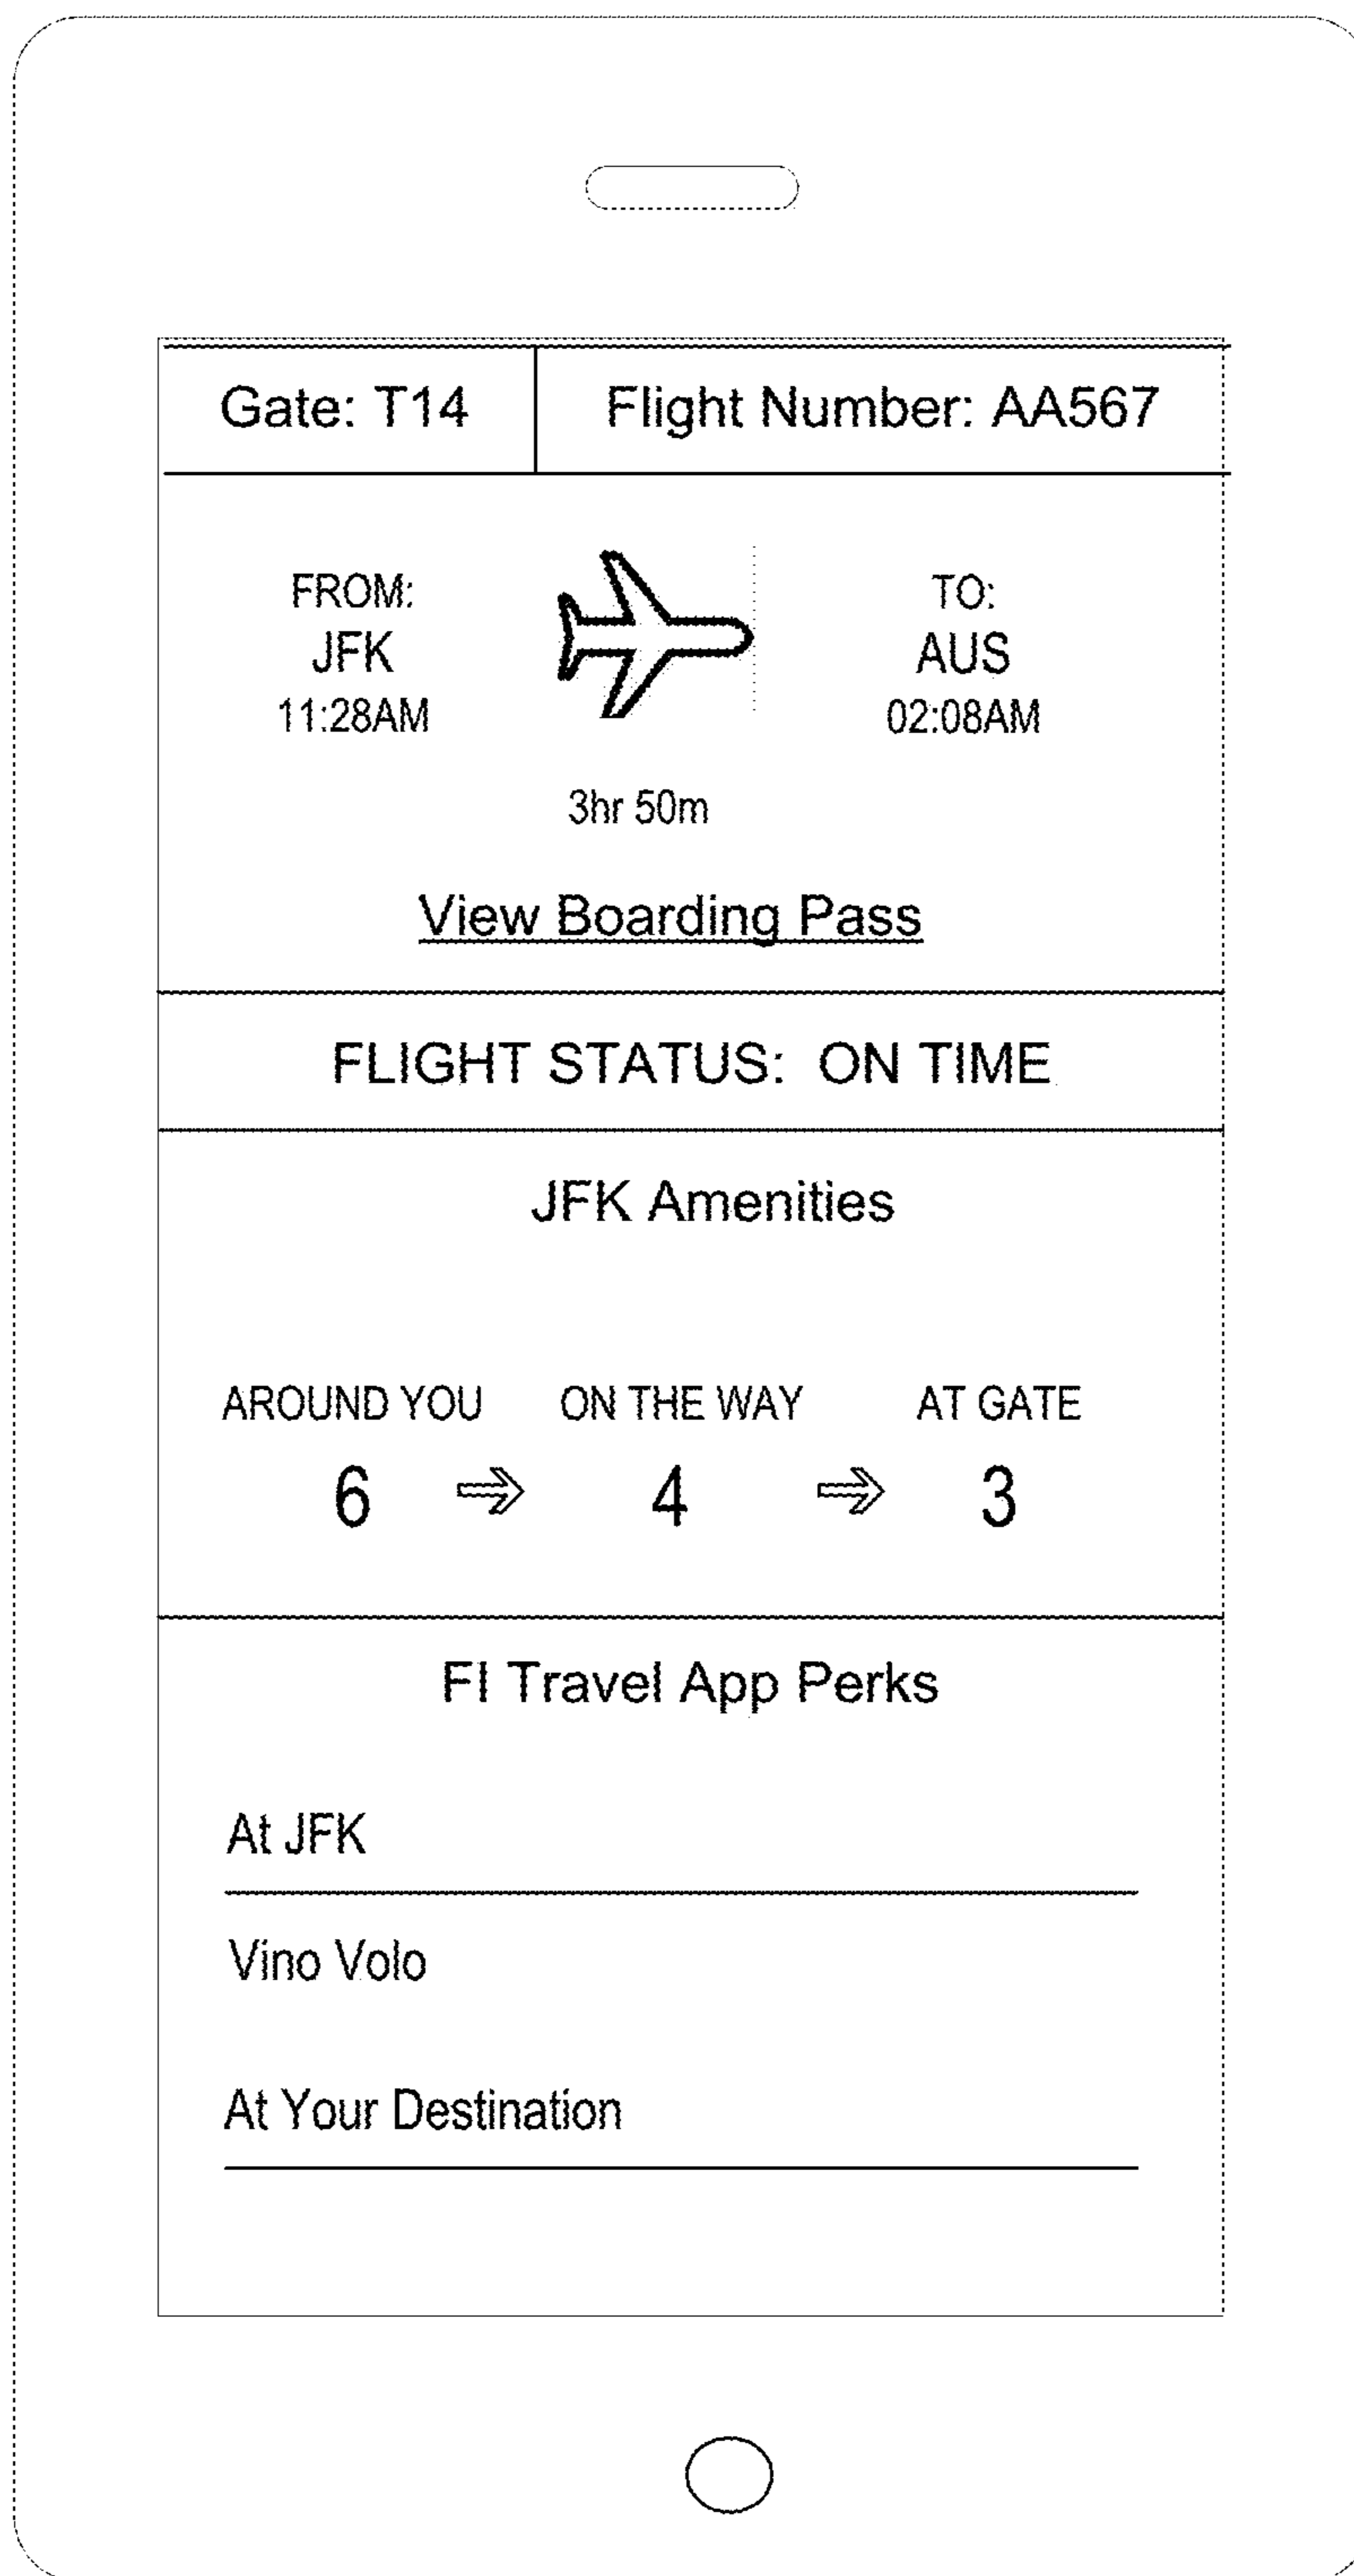 Gate: T14 Flight Number: AA567
FROM: TO:
JFK AUS
11:28AM 02:08AM
3hr 50m
View Boarding Pass
FLIGHT STATUS: ON TIME
JFK Amenities
AROUND YOU ON THE WAY AT GATE
6 ⇒ 4 ⇒ 3
FI Travel App Perks
At JFK
Vino Volo
At Your Destination